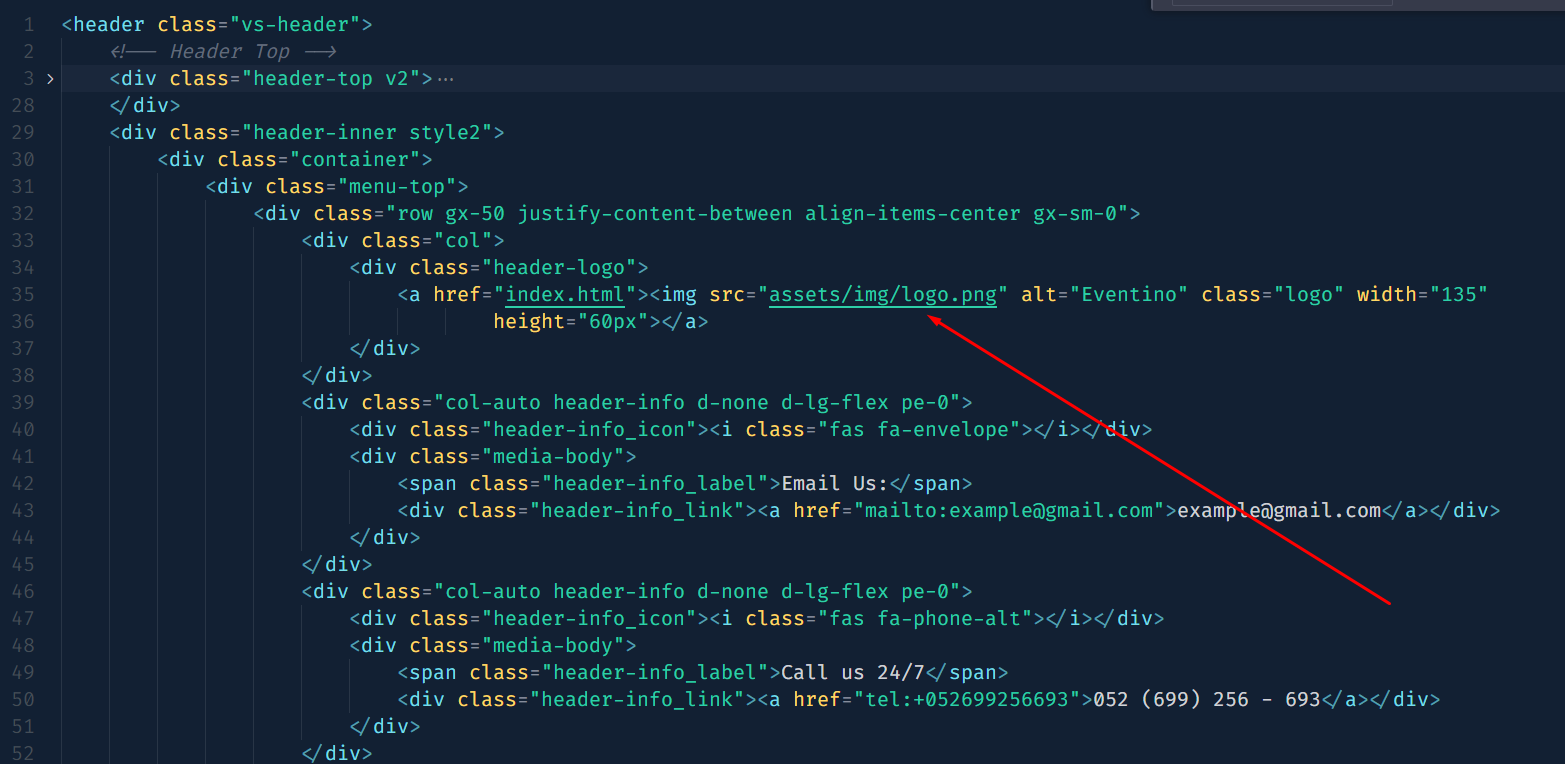 1 <header class="vs-header">
2     <!-- Header Top -->
3 >     <div class="header-top v2">···
28     </div>
29     <div class="header-inner style2">
30         <div class="container">
31             <div class="menu-top">
32                 <div class="row gx-50 justify-content-between align-items-center gx-sm-0">
33                     <div class="col">
34                         <div class="header-logo">
35                             <a href="index.html"><img src="assets/img/logo.png" alt="Eventino" class="logo" width="135"
36                                     height="60px"></a>
37                         </div>
38                     </div>
39                     <div class="col-auto header-info d-none d-lg-flex pe-0">
40                         <div class="header-info_icon"><i class="fas fa-envelope"></i></div>
41                         <div class="media-body">
42                             <span class="header-info_label">Email Us:</span>
43                             <div class="header-info_link"><a href="mailto:example@gmail.com">example@gmail.com</a></div>
44                         </div>
45                     </div>
46                     <div class="col-auto header-info d-none d-lg-flex pe-0">
47                         <div class="header-info_icon"><i class="fas fa-phone-alt"></i></div>
48                         <div class="media-body">
49                             <span class="header-info_label">Call us 24/7</span>
50                             <div class="header-info_link"><a href="tel:+052699256693">052 (699) 256 - 693</a></div>
51                         </div>
52                     </div>